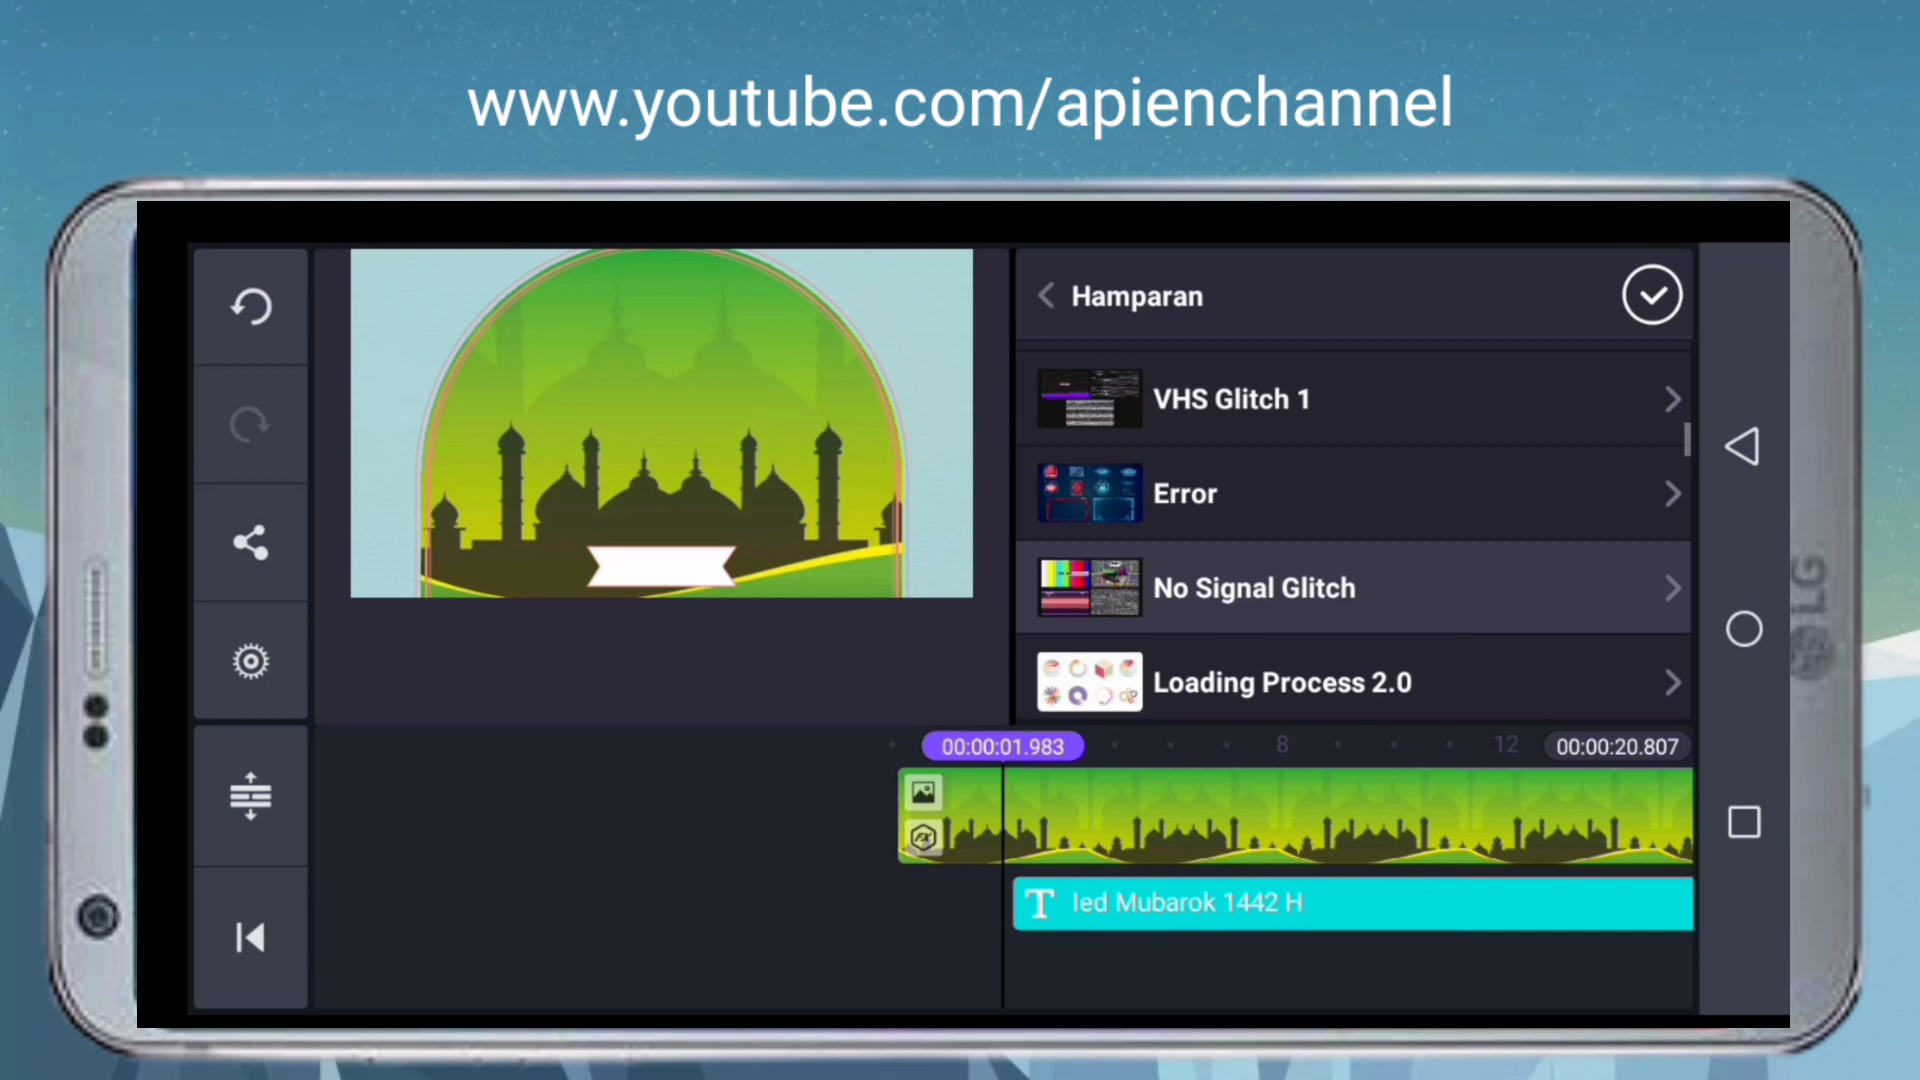 www.youtube.com/apienchannel
Hamparan
VHS Glitch 1
Error
No Signal Glitch
Loading Process 2.0
00:00:01.983
8
12
00:00:20.807
FX
T Ied Mubarok 1442 H
LG